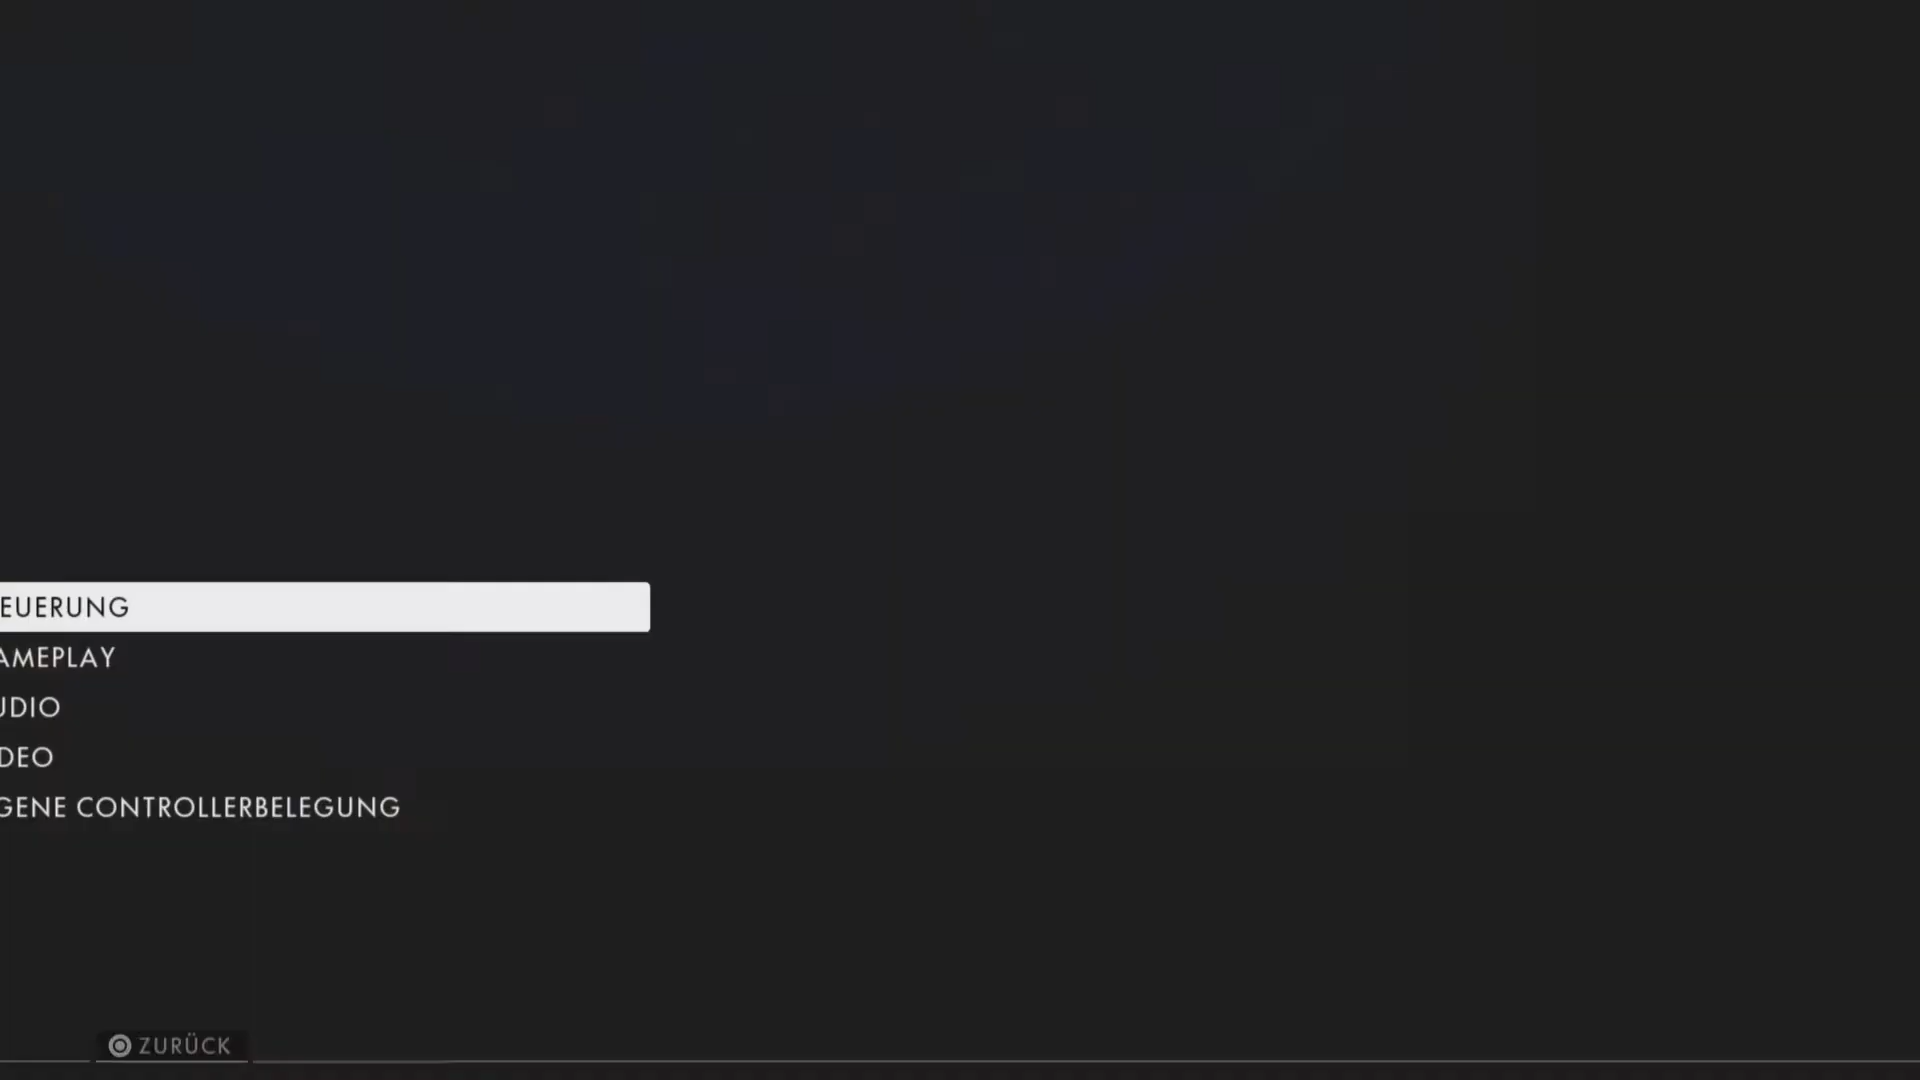 EUERUNG
AMEPLAY
UDIO
DEO
GENE CONTROLLERBELEGUNG
ZURÜCK